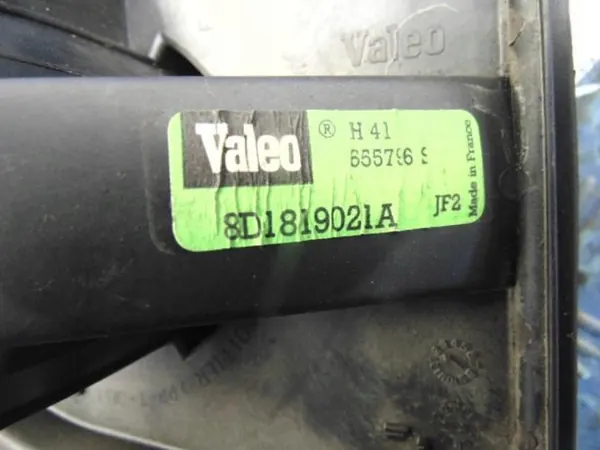 Valeo
Valeo ® H 41
655796 S
8D1819021A JF2
Made in France